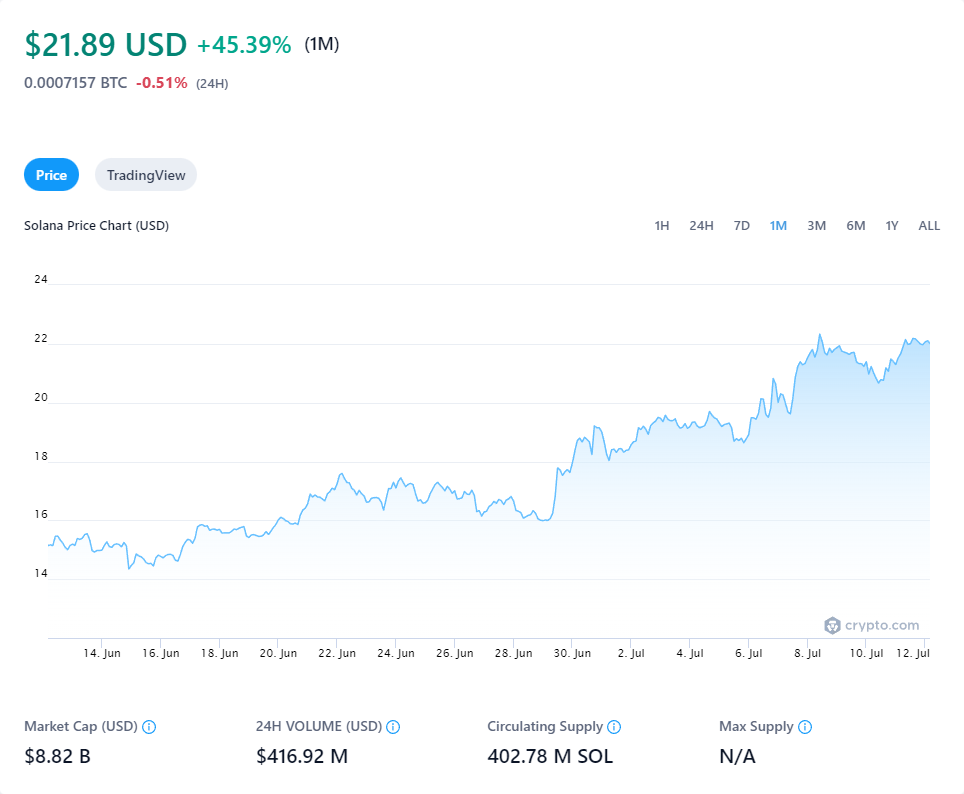 $21.89 USD +45.39% (1M)
0.0007157 BTC -0.51% (24H)
Price TradingView
Solana Price Chart (USD) 1H 24H 7D 1M 3M 6M 1Y ALL
24
22
20
18
16
14
crypto.com
14. Jun 16. Jun 18. Jun 20. Jun 22. Jun 24. Jun 26. Jun 28. Jun 30. Jun 2. Jul 4. Jul 6. Jul 8. Jul 10. Jul 12. Jul
Market Cap (USD) 24H VOLUME (USD) Circulating Supply Max Supply
$8.82 B $416.92 M 402.78 M SOL N/A